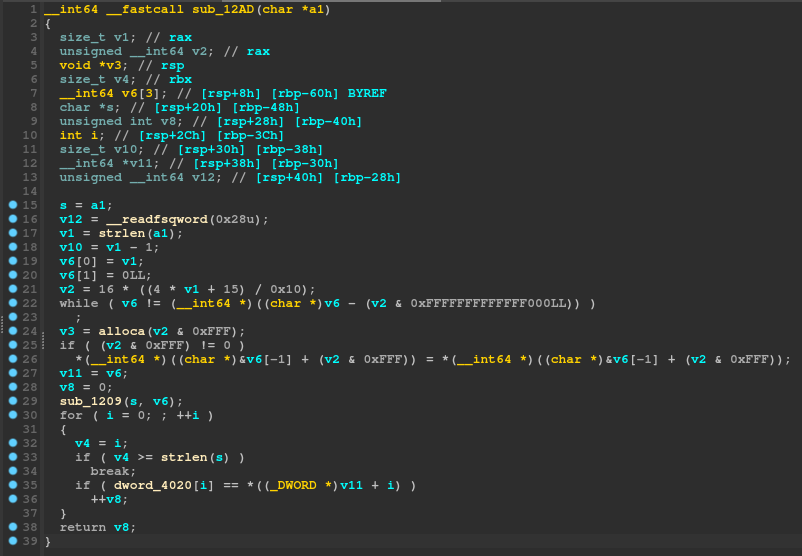 1 __int64 __fastcall sub_12AD(char *a1)
2 {
3 size_t v1; // rax
4 unsigned __int64 v2; // rax
5 void *v3; // rsp
6 size_t v4; // rbx
7 __int64 v6[3]; // [rsp+8h] [rbp-60h] BYREF
8 char *s; // [rsp+20h] [rbp-48h]
9 unsigned int v8; // [rsp+28h] [rbp-40h]
10 int i; // [rsp+2Ch] [rbp-3Ch]
11 size_t v10; // [rsp+30h] [rbp-38h]
12 __int64 *v11; // [rsp+38h] [rbp-30h]
13 unsigned __int64 v12; // [rsp+40h] [rbp-28h]
14
15 s = a1;
16 v12 = __readfsqword(0x28u);
17 v1 = strlen(a1);
18 v10 = v1 - 1;
19 v6[0] = v1;
20 v6[1] = 0LL;
21 v2 = 16 * ((4 * v1 + 15) / 0x10);
22 while ( v6 != (__int64 *)((char *)v6 - (v2 & 0xFFFFFFFFFFFFF000LL)) )
23 ;
24 v3 = alloca(v2 & 0xFFF);
25 if ( (v2 & 0xFFF) != 0 )
26 *(__int64 *)((char *)&v6[-1] + (v2 & 0xFFF)) = *(__int64 *)((char *)&v6[-1] + (v2 & 0xFFF));
27 v11 = v6;
28 v8 = 0;
29 sub_1209(s, v6);
30 for ( i = 0; ; ++i )
31 {
32 v4 = i;
33 if ( v4 >= strlen(s) )
34 break;
35 if ( dword_4020[i] == *((_DWORD *)v11 + i) )
36 ++v8;
37 }
38 return v8;
39 }